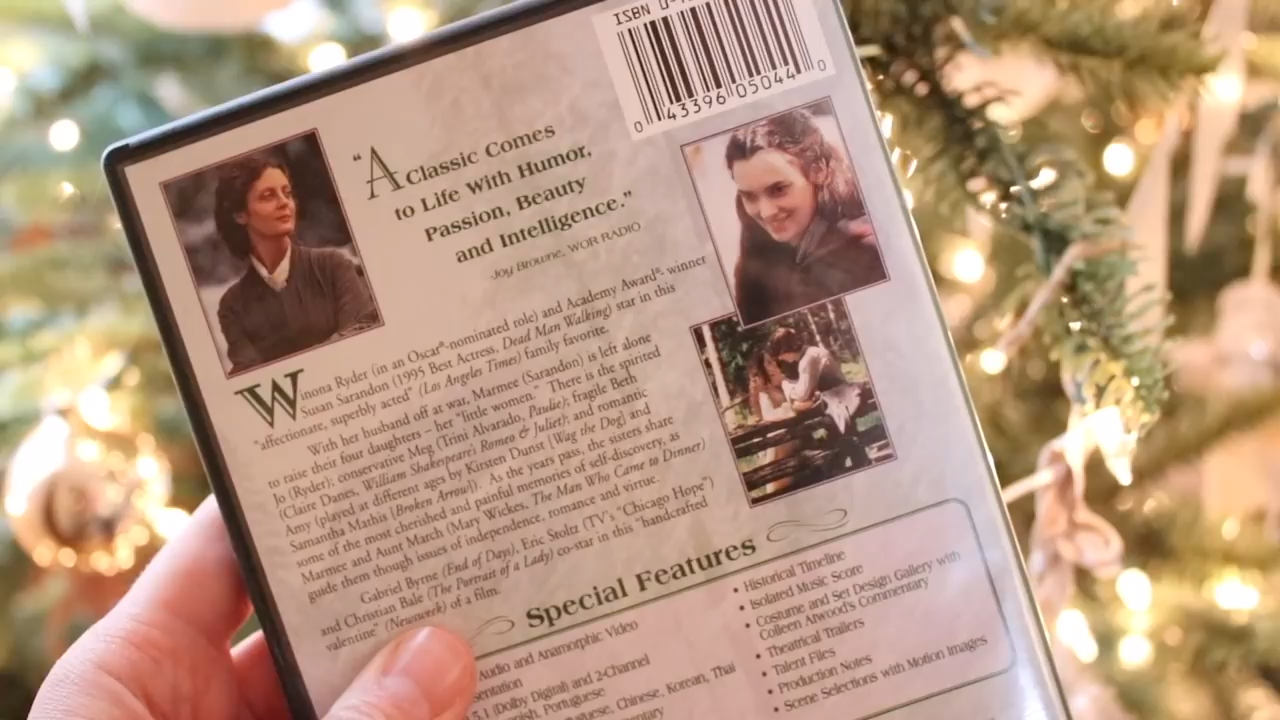 ISBN 0-
0 43396 05044 0
“A Classic Comes
to Life With Humor,
Passion, Beauty
and Intelligence.”
-Joy Browne, WOR RADIO
Winona Ryder (in an Oscar®-nominated role) and Academy Award®- winner
Susan Sarandon (1995 Best Actress, Dead Man Walking) star in this
"affectionate, superbly acted" (Los Angeles Times) family favorite.
With her husband off at war, Marmee (Sarandon) is left alone
to raise their four daughters – her "little women." There is the spirited
Jo (Ryder); conservative Meg (Trini Alvarado, Paulie); fragile Beth
(Claire Danes, William Shakespeare's Romeo & Juliet); and romantic
Amy (played at different ages by Kirsten Dunst [Wag the Dog] and
Samantha Mathis [Broken Arrow]). As the years pass, the sisters share
some of the most cherished and painful memories of self-discovery, as
Marmee and Aunt March (Mary Wickes, The Man Who Came to Dinner)
guide them though issues of independence, romance and virtue.
Gabriel Byrne (End of Days), Eric Stoltz (TV's "Chicago Hope")
and Christian Bale (The Portrait of a Lady) co-star in this "handcrafted
valentine" (Newsweek) of a film.
Special Features
Audio and Anamorphic Video
sentation
5.1 (Dolby Digital) and 2-Channel
nish, Portuguese
uguese, Chinese, Korean, Thai
entary
• Historical Timeline
• Isolated Music Score
• Costume and Set Design Gallery with
Colleen Atwood's Commentary
• Theatrical Trailers
• Talent Files
• Production Notes
• Scene Selections with Motion Images